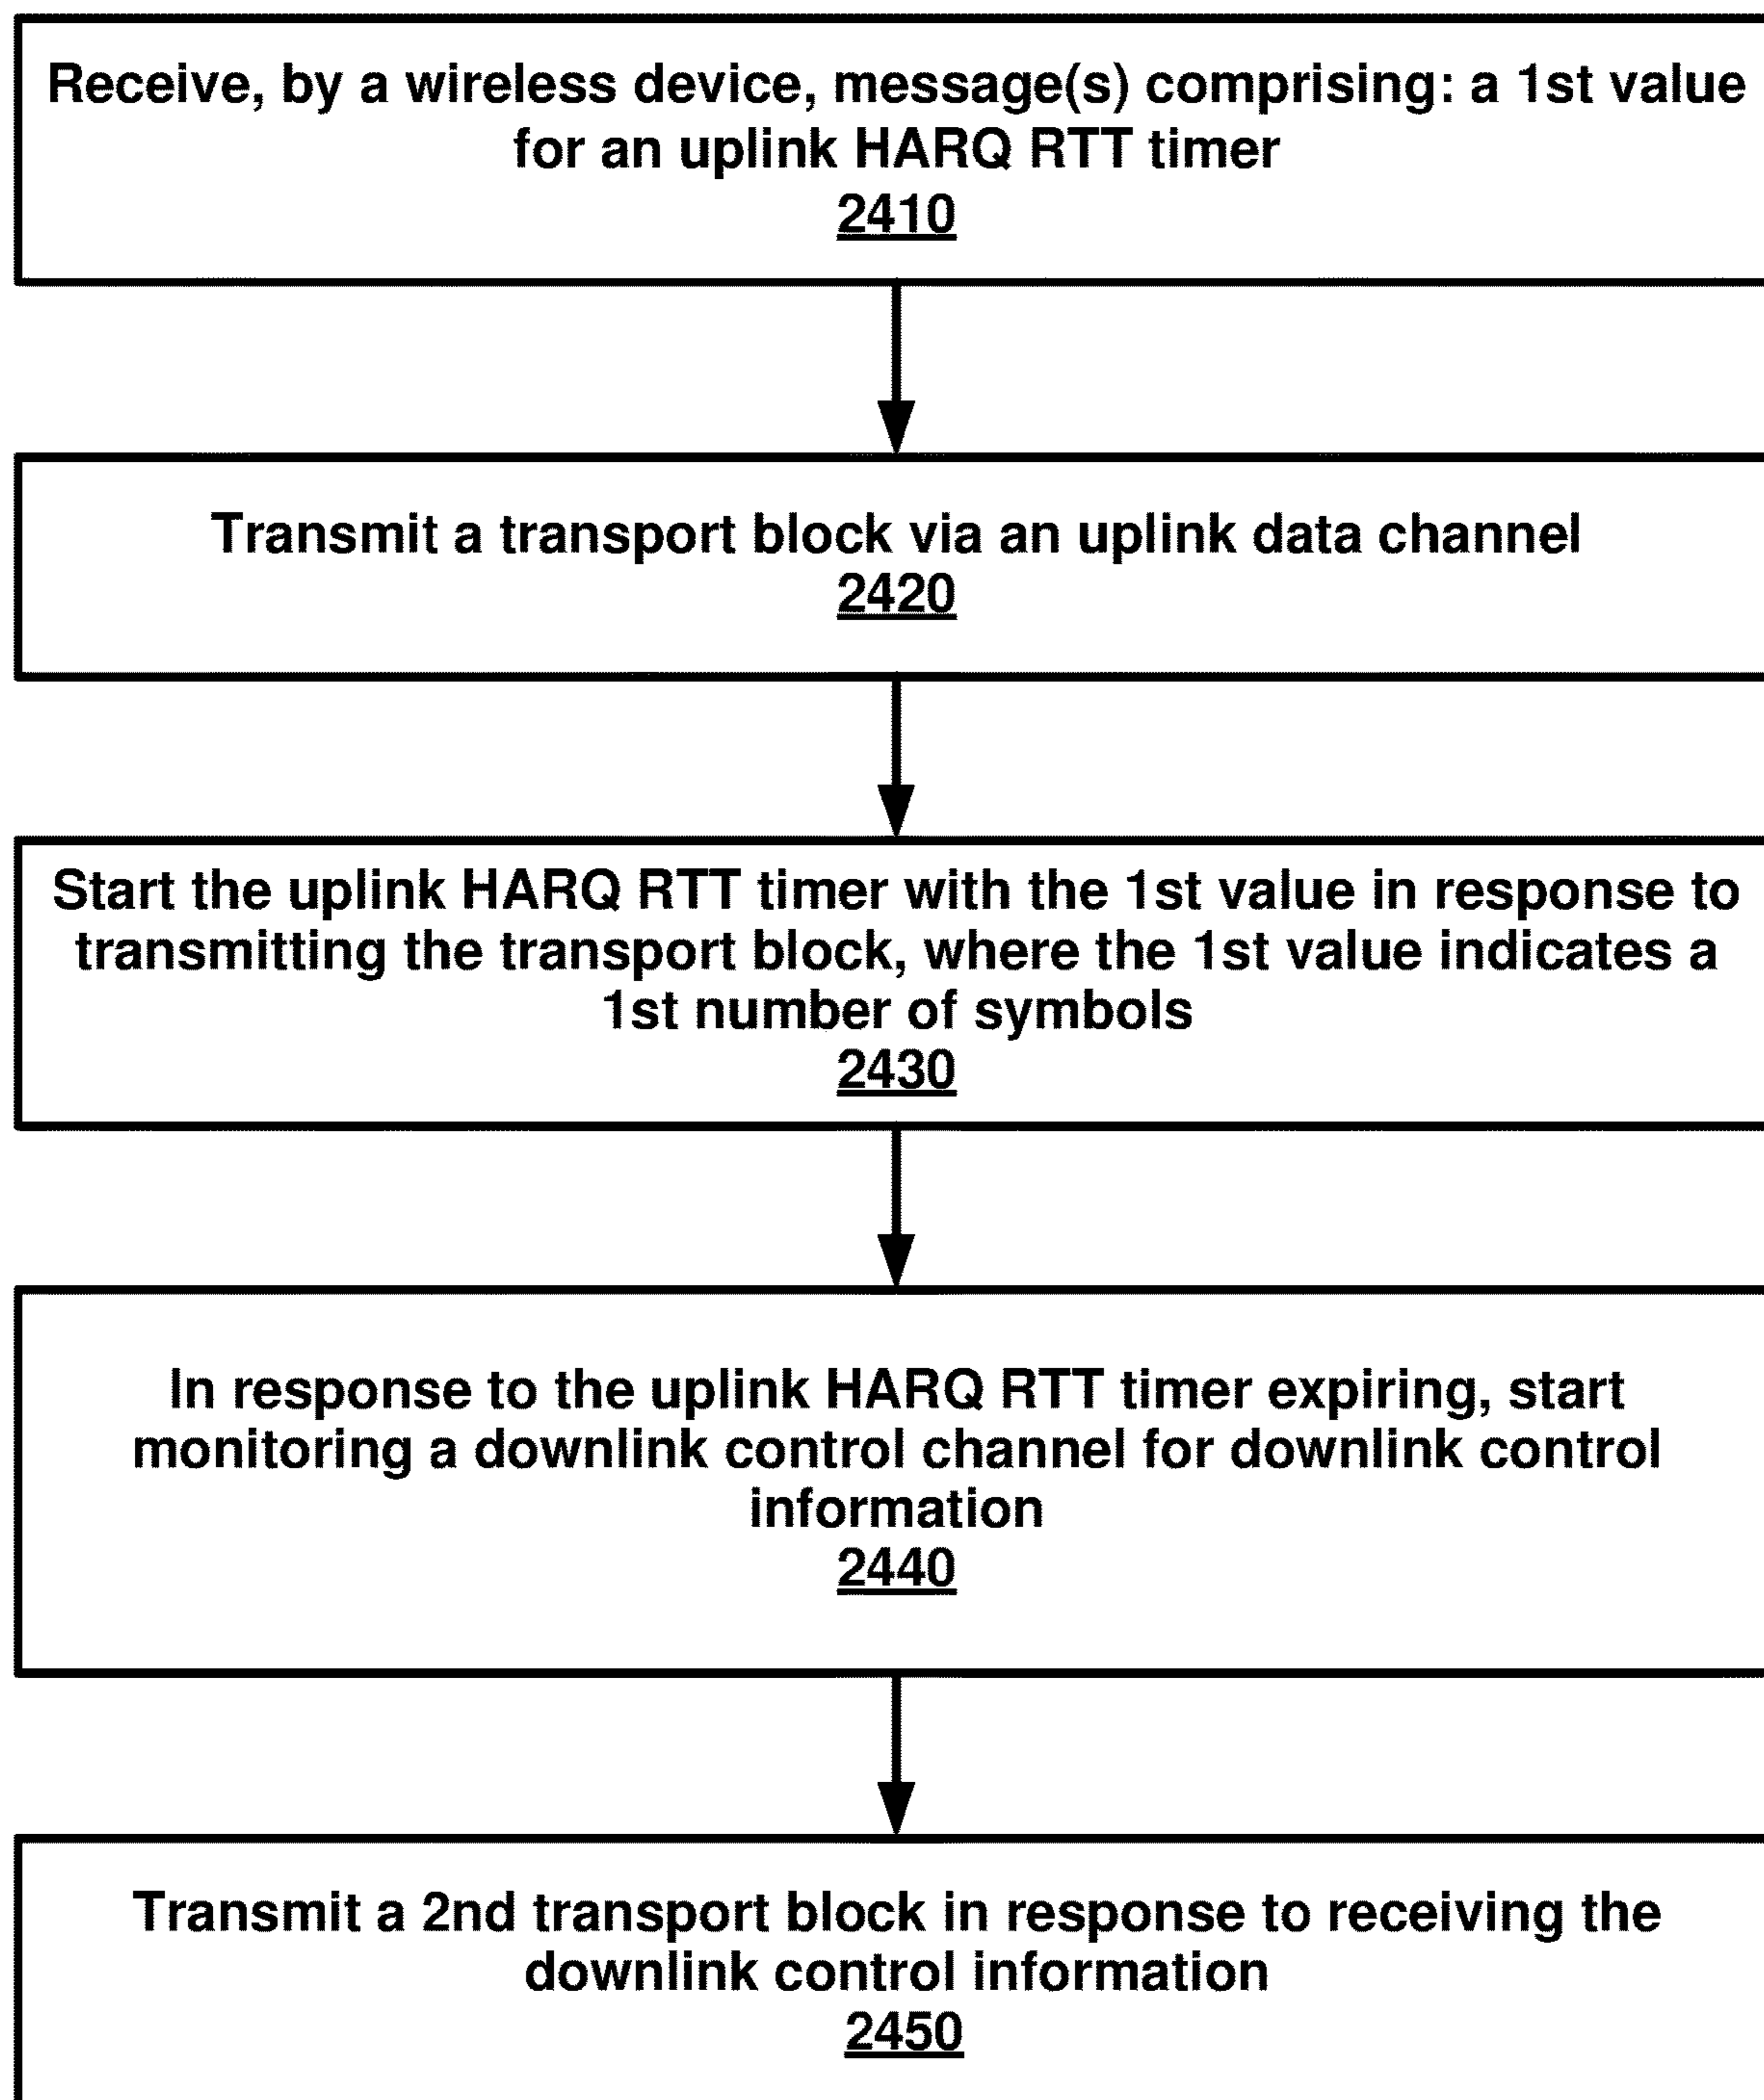 Receive, by a wireless device, message(s) comprising: a 1st value
for an uplink HARQ RTT timer
2410
Transmit a transport block via an uplink data channel
2420
Start the uplink HARQ RTT timer with the 1st value in response to
transmitting the transport block, where the 1st value indicates a
1st number of symbols
2430
In response to the uplink HARQ RTT timer expiring, start
monitoring a downlink control channel for downlink control
information
2440
Transmit a 2nd transport block in response to receiving the
downlink control information
2450